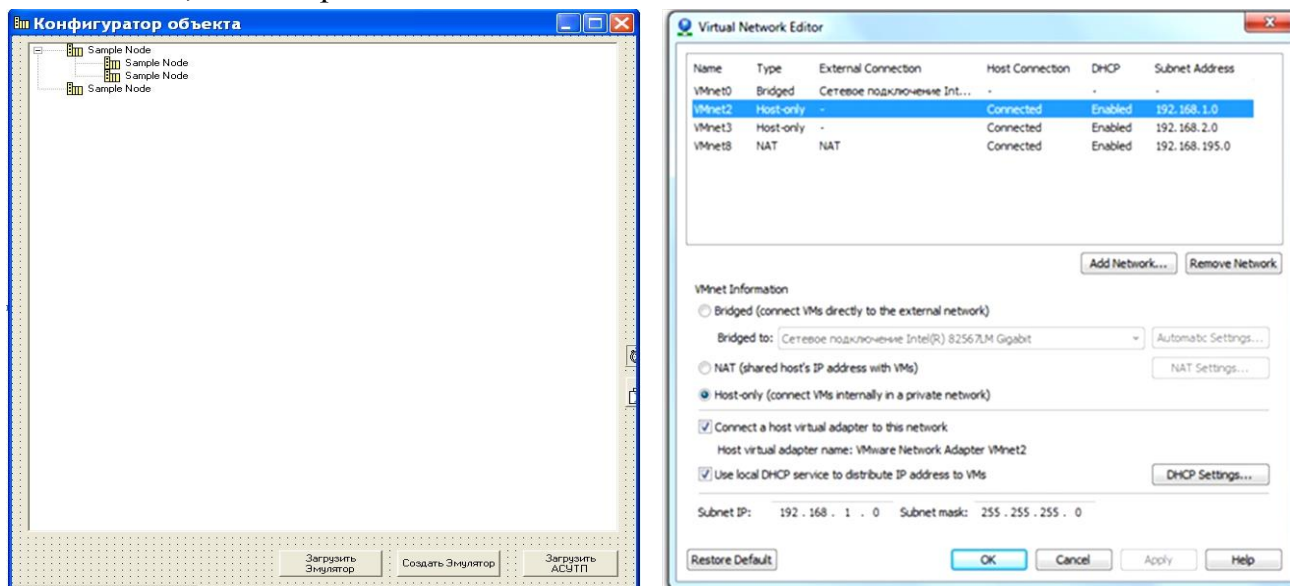 Конфигуратор объекта
Sample Node
Sample Node
Sample Node
Sample Node
Загрузить
Эмулятор
Создать Эмулятор
Загрузить
АСУТП
Virtual Network Editor
Name Type External Connection Host Connection DHCP Subnet Address
VMnet0 Bridged Сетевое подключение Int... - - -
VMnet2 Host-only - Connected Enabled 192.168.1.0
VMnet3 Host-only - Connected Enabled 192.168.2.0
VMnet8 NAT NAT Connected Enabled 192.168.195.0
Add Network... Remove Network
VMnet Information
Bridged (connect VMs directly to the external network)
Bridged to: Сетевое подключение Intel(R) 82567LM Gigabit Automatic Settings...
NAT (shared host's IP address with VMs) NAT Settings...
Host-only (connect VMs internally in a private network)
Connect a host virtual adapter to this network
Host virtual adapter name: VMware Network Adapter VMnet2
Use local DHCP service to distribute IP address to VMs DHCP Settings...
Subnet IP: 192 . 168 . 1 . 0 Subnet mask: 255 . 255 . 255 . 0
Restore Default OK Cancel Apply Help